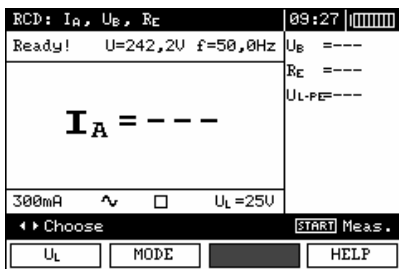 RCD: IA, UB, RE 09:27
Ready! U=242,2V f=50,0Hz
UB =---
RE =---
UL-PE=---
IA = ---
300mA UL=25V
Choose START Meas.
UL MODE HELP